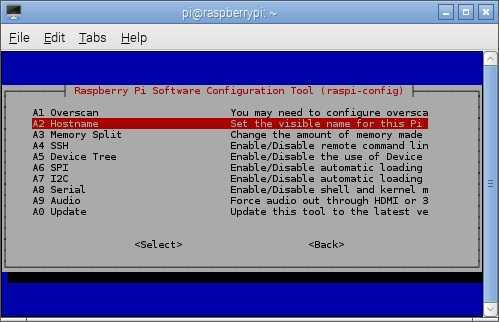 pi@raspberrypi: ~
File Edit Tabs Help
Raspberry Pi Software Configuration Tool (raspi-config)
A1 Overscan You may need to configure oversca
A2 Hostname Set the visible name for this Pi
A3 Memory Split Change the amount of memory made
A4 SSH Enable/Disable remote command lin
A5 Device Tree Enable/Disable the use of Device
A6 SPI Enable/Disable automatic loading
A7 I2C Enable/Disable automatic loading
A8 Serial Enable/Disable shell and kernel m
A9 Audio Force audio out through HDMI or 3
A0 Update Update this tool to the latest ve
<Select> <Back>